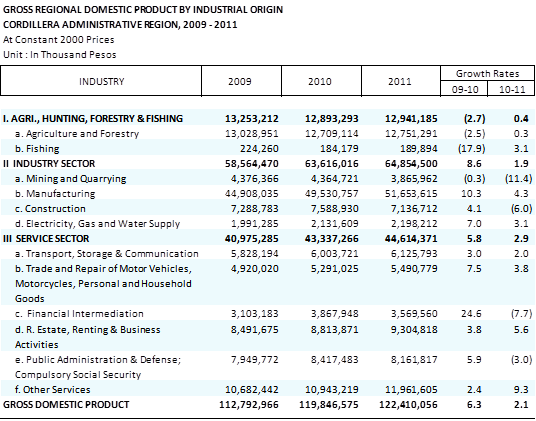 GROSS REGIONAL DOMESTIC PRODUCT BY INDUSTRIAL ORIGIN
CORDILLERA ADMINISTRATIVE REGION, 2009 - 2011
At Constant 2000 Prices
Unit : In Thousand Pesos
INDUSTRY 2009 2010 2011 Growth Rates
09-10 10-11
I. AGRI., HUNTING, FORESTRY & FISHING 13,253,212 12,893,293 12,941,185 (2.7) 0.4
a. Agriculture and Forestry 13,028,951 12,709,114 12,751,291 (2.5) 0.3
b. Fishing 224,260 184,179 189,894 (17.9) 3.1
II INDUSTRY SECTOR 58,564,470 63,616,016 64,854,500 8.6 1.9
a. Mining and Quarrying 4,376,366 4,364,721 3,865,962 (0.3) (11.4)
b. Manufacturing 44,908,035 49,530,757 51,653,615 10.3 4.3
c. Construction 7,288,783 7,588,930 7,136,712 4.1 (6.0)
d. Electricity, Gas and Water Supply 1,991,285 2,131,609 2,198,212 7.0 3.1
III SERVICE SECTOR 40,975,285 43,337,266 44,614,371 5.8 2.9
a. Transport, Storage & Communication 5,828,194 6,003,721 6,125,793 3.0 2.0
b. Trade and Repair of Motor Vehicles, 4,920,020 5,291,025 5,490,779 7.5 3.8
Motorcycles, Personal and Household
Goods
c. Financial Intermediation 3,103,183 3,867,948 3,569,560 24.6 (7.7)
d. R. Estate, Renting & Business 8,491,675 8,813,871 9,304,818 3.8 5.6
Activities
e. Public Administration & Defense; 7,949,772 8,417,483 8,161,817 5.9 (3.0)
Compulsory Social Security
f. Other Services 10,682,442 10,943,219 11,961,605 2.4 9.3
GROSS DOMESTIC PRODUCT 112,792,966 119,846,575 122,410,056 6.3 2.1